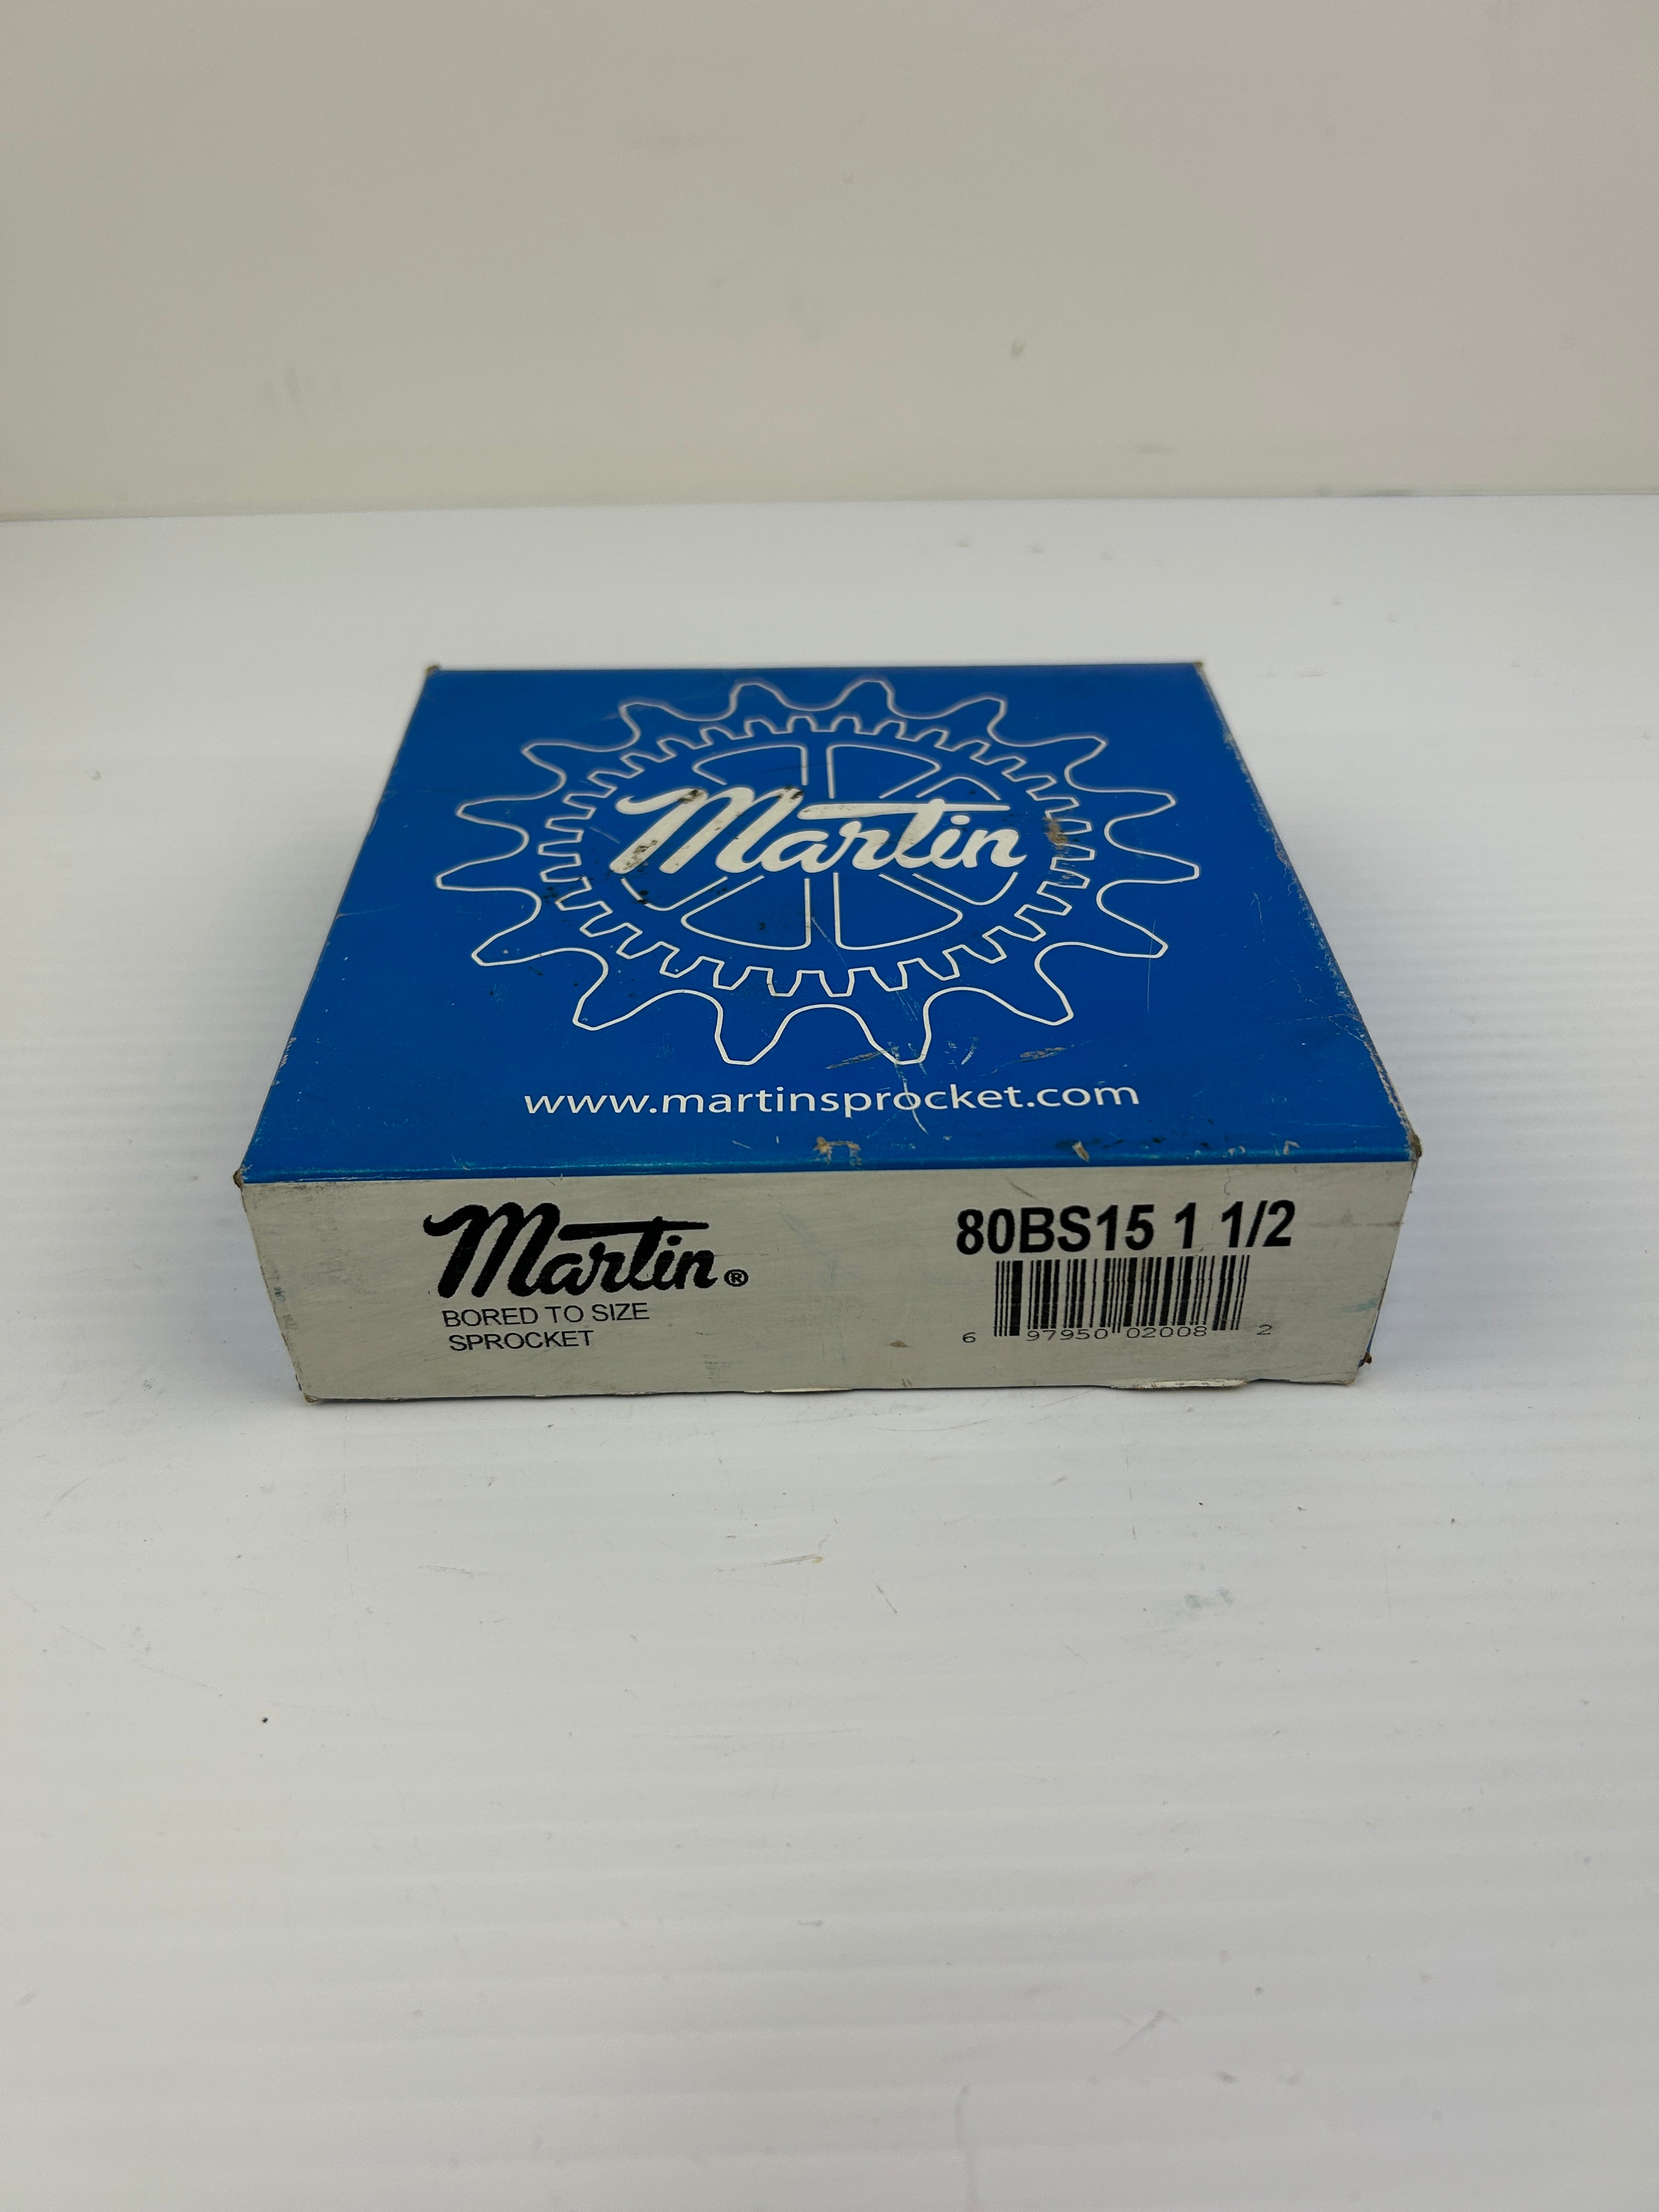 Martin
www.martinsprocket.com
Martin®
BORED TO SIZE
SPROCKET
80BS15 1 1/2
6 97950 02008 2